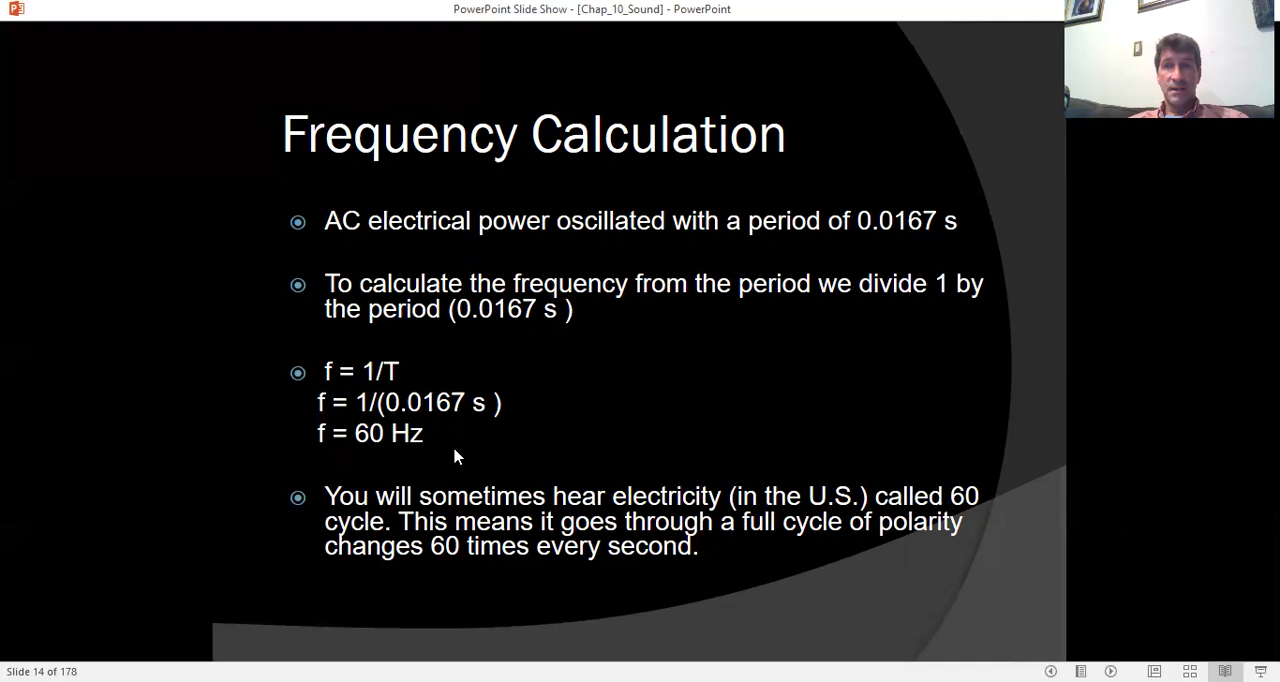 PowerPoint Slide Show - [Chap_10_Sound] - PowerPoint
Frequency Calculation
AC electrical power oscillated with a period of 0.0167 s
To calculate the frequency from the period we divide 1 by
the period (0.0167 s )
f = 1/T
f = 1/(0.0167 s )
f = 60 Hz
You will sometimes hear electricity (in the U.S.) called 60
cycle. This means it goes through a full cycle of polarity
changes 60 times every second.
Slide 14 of 178